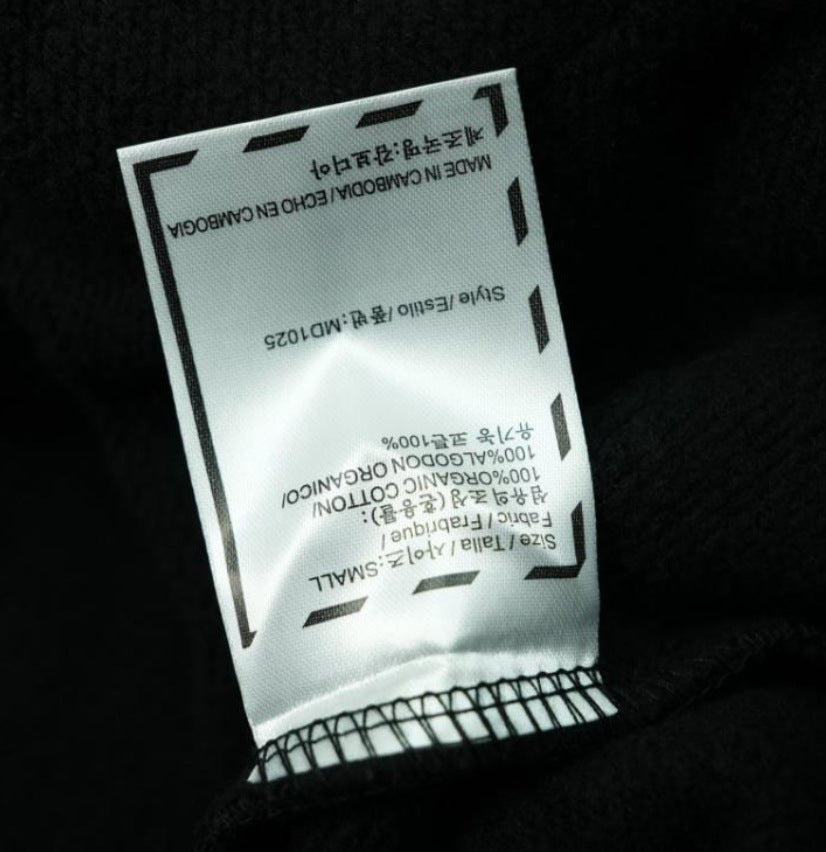 Size / Talla / 사이즈:SMALL
Fabric / Frabrique /
섬유의조성(혼용률) :
100%ORGANIC COTTON/
100%ALGODON ORGANICO/
유기농 코튼100%
Style / Estilo / 품번:MD1025
MADE IN CAMBODIA / ECHO EN CAMBOGIA
제조국명:캄보디아